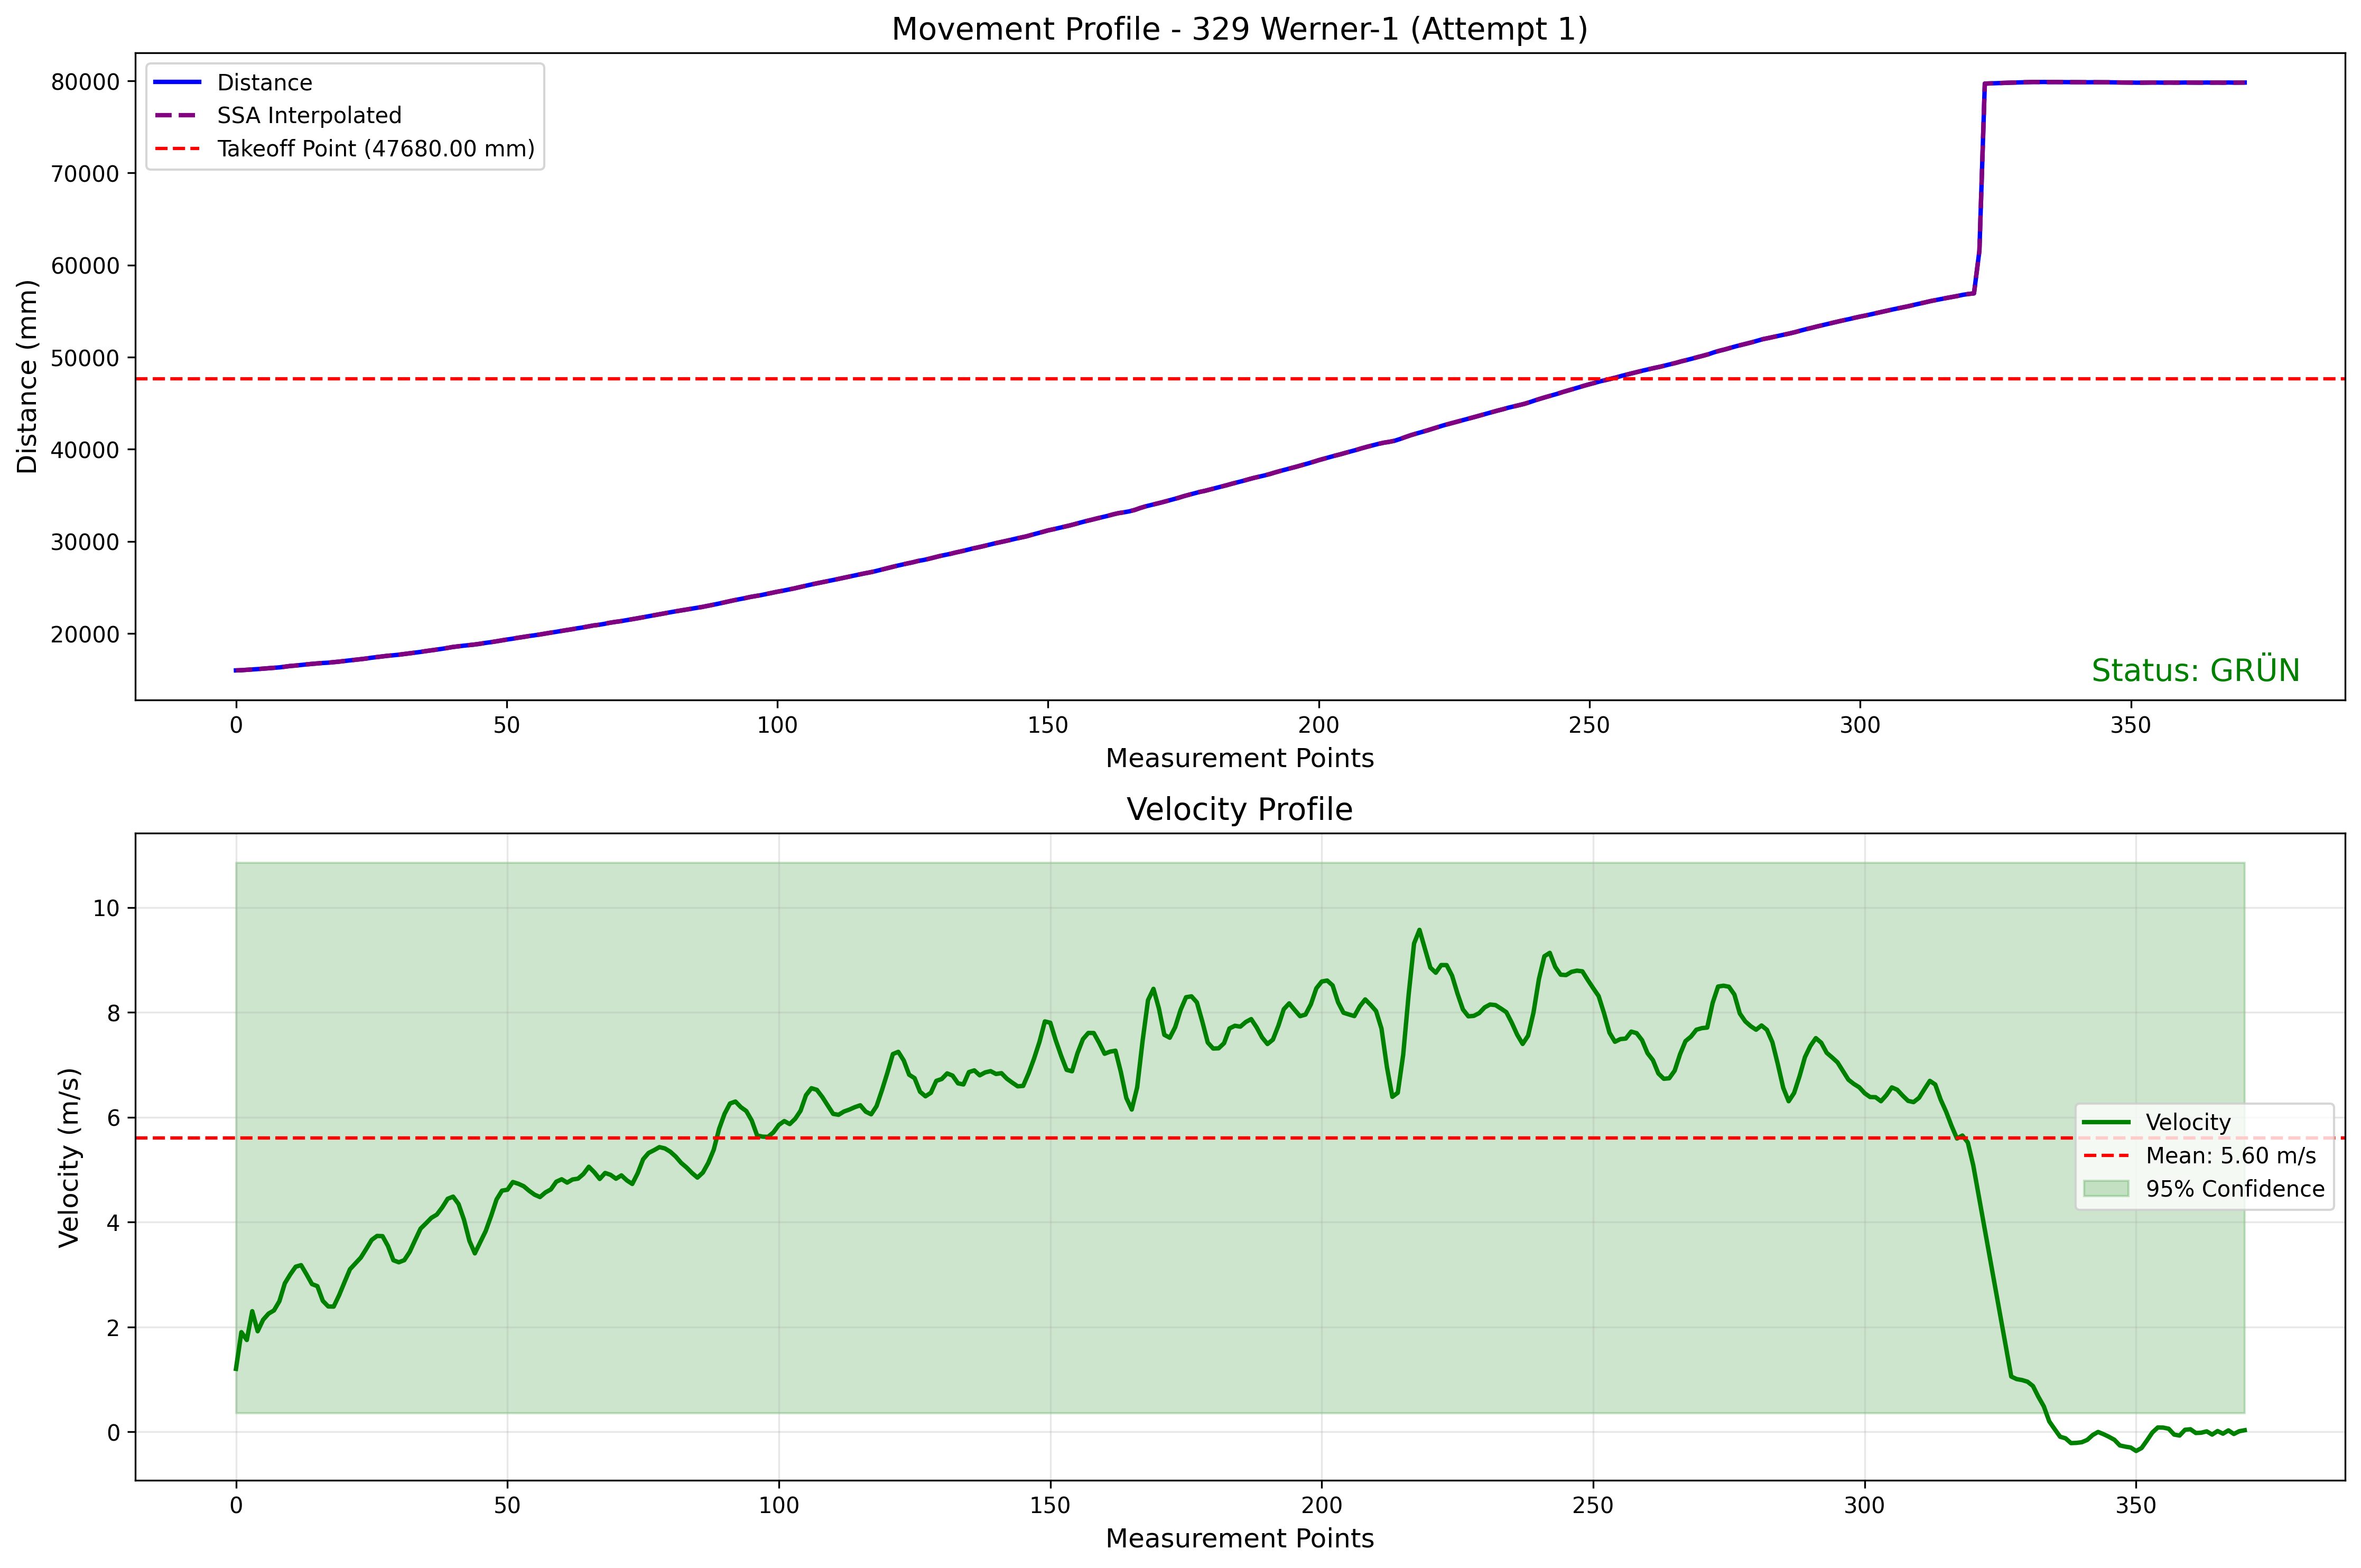 Movement Profile - 329 Werner-1 (Attempt 1)
Distance
SSA Interpolated
Takeoff Point (47680.00 mm)
Distance (mm)
80000
70000
60000
50000
40000
30000
20000
Status: GRÜN
0 50 100 150 200 250 300 350
Measurement Points
Velocity Profile
Velocity (m/s)
10
8
6
4
2
0
Velocity
Mean: 5.60 m/s
95% Confidence
0 50 100 150 200 250 300 350
Measurement Points